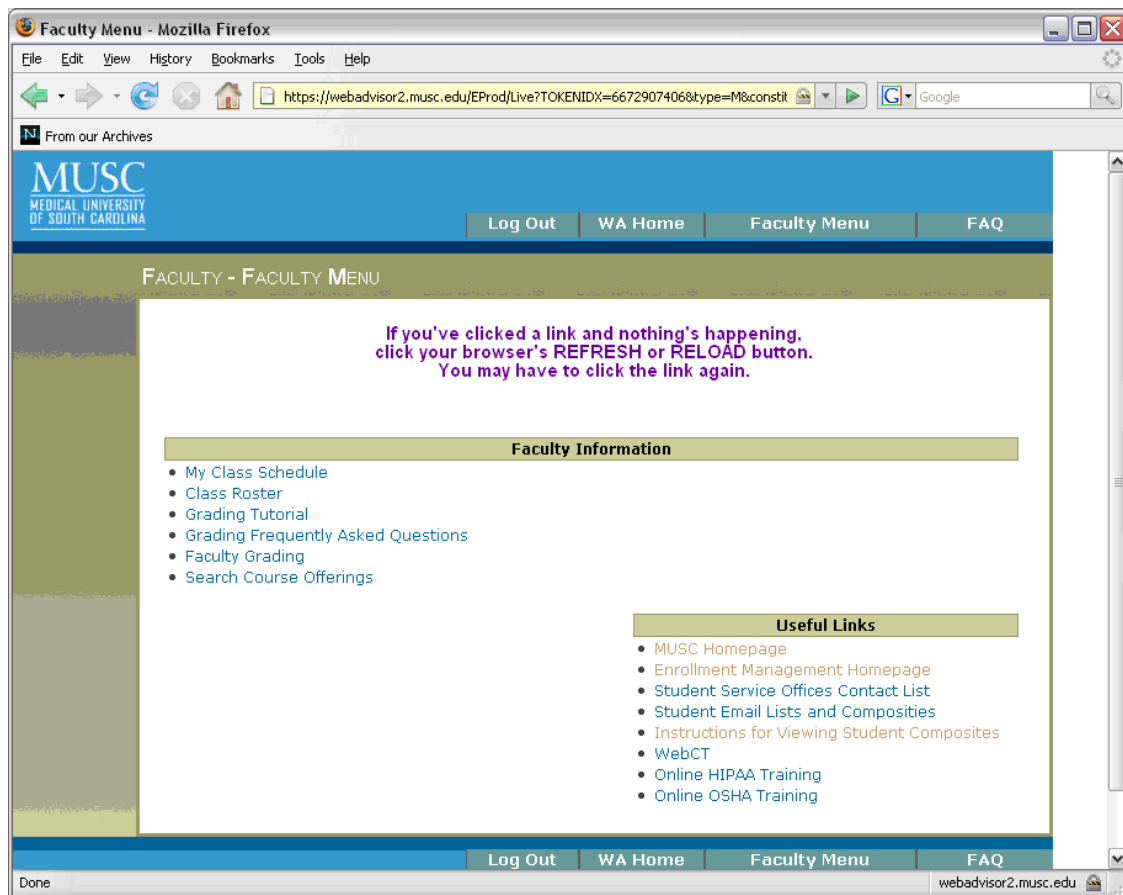 Faculty Menu - Mozilla Firefox
File Edit View History Bookmarks Tools Help
https://webadvisor2.musc.edu/EProd/Live?TOKENIDX=6672907406&type=M&constit
G Google
N From our Archives
MUSC
MEDICAL UNIVERSITY
OF SOUTH CAROLINA
Log Out WA Home Faculty Menu FAQ
FACULTY - FACULTY MENU
If you've clicked a link and nothing's happening,
click your browser's REFRESH or RELOAD button.
You may have to click the link again.
Faculty Information
• My Class Schedule
• Class Roster
• Grading Tutorial
• Grading Frequently Asked Questions
• Faculty Grading
• Search Course Offerings
Useful Links
• MUSC Homepage
• Enrollment Management Homepage
• Student Service Offices Contact List
• Student Email Lists and Composities
• Instructions for Viewing Student Composites
• WebCT
• Online HIPAA Training
• Online OSHA Training
Log Out WA Home Faculty Menu FAQ
Done webadvisor2.musc.edu